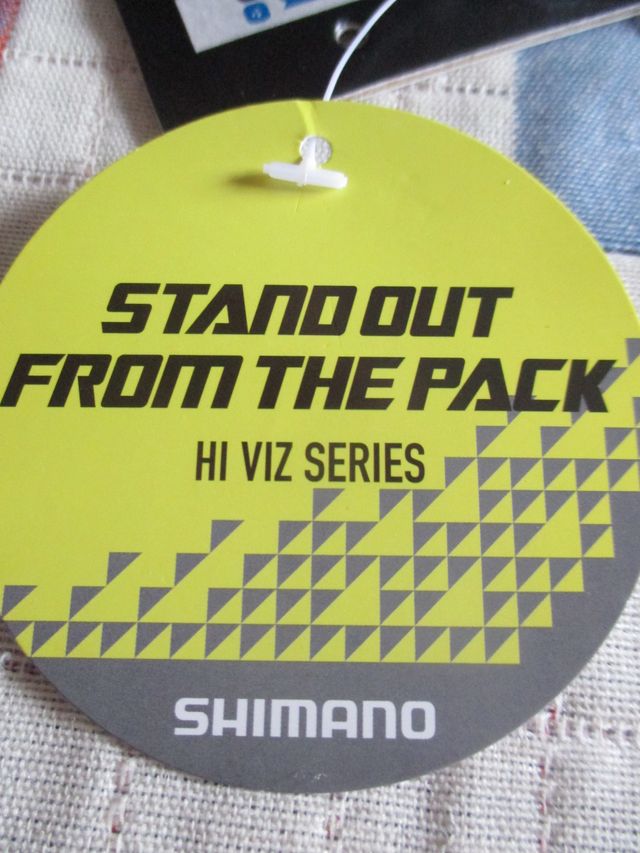 STAND OUT
FROM THE PACK
HI VIZ SERIES
SHIMANO